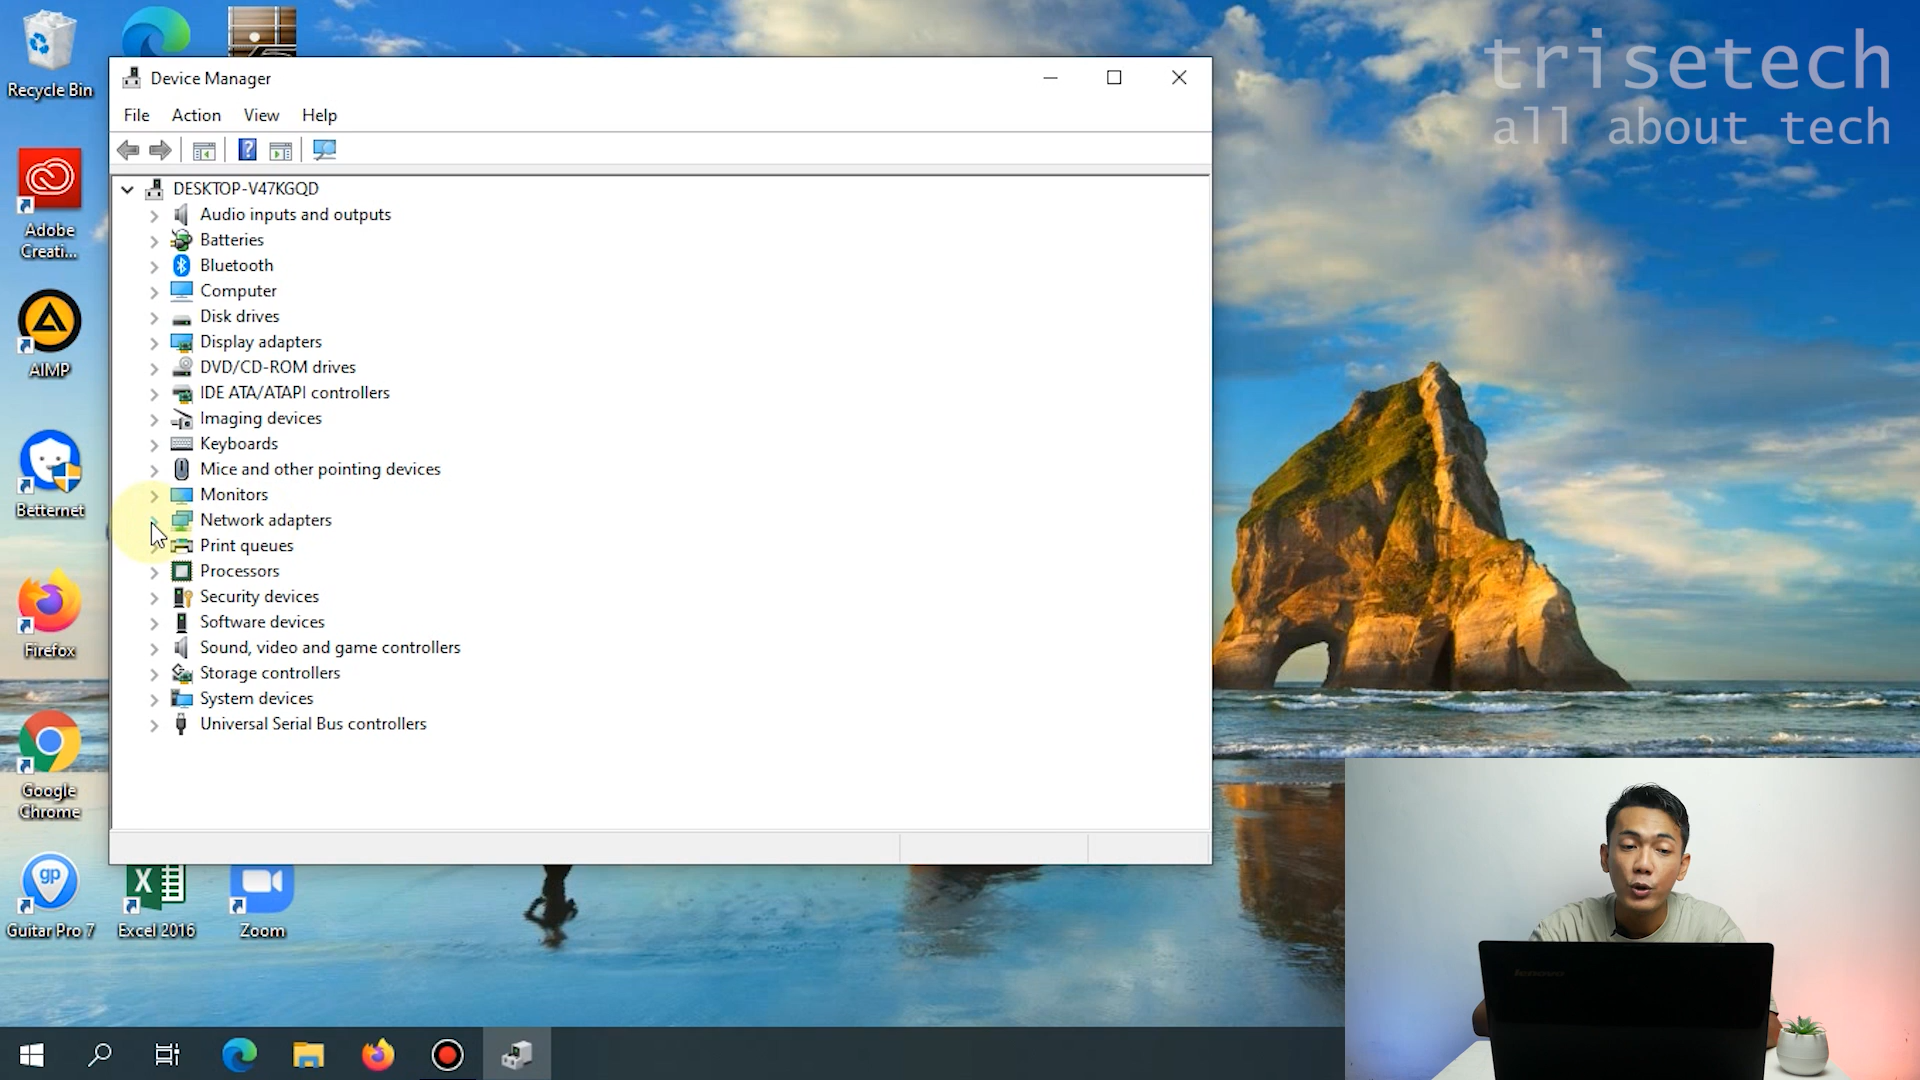 trisetech
all about tech
Recycle Bin
Adobe
Creati...
AIMP
Betternet
Firefox
Google
Chrome
gp
Guitar Pro 7
Excel 2016
Zoom
Device Manager
File Action View Help
DESKTOP-V47KGQD
Audio inputs and outputs
Batteries
Bluetooth
Computer
Disk drives
Display adapters
DVD/CD-ROM drives
IDE ATA/ATAPI controllers
Imaging devices
Keyboards
Mice and other pointing devices
Monitors
Network adapters
Print queues
Processors
Security devices
Software devices
Sound, video and game controllers
Storage controllers
System devices
Universal Serial Bus controllers
lenovo